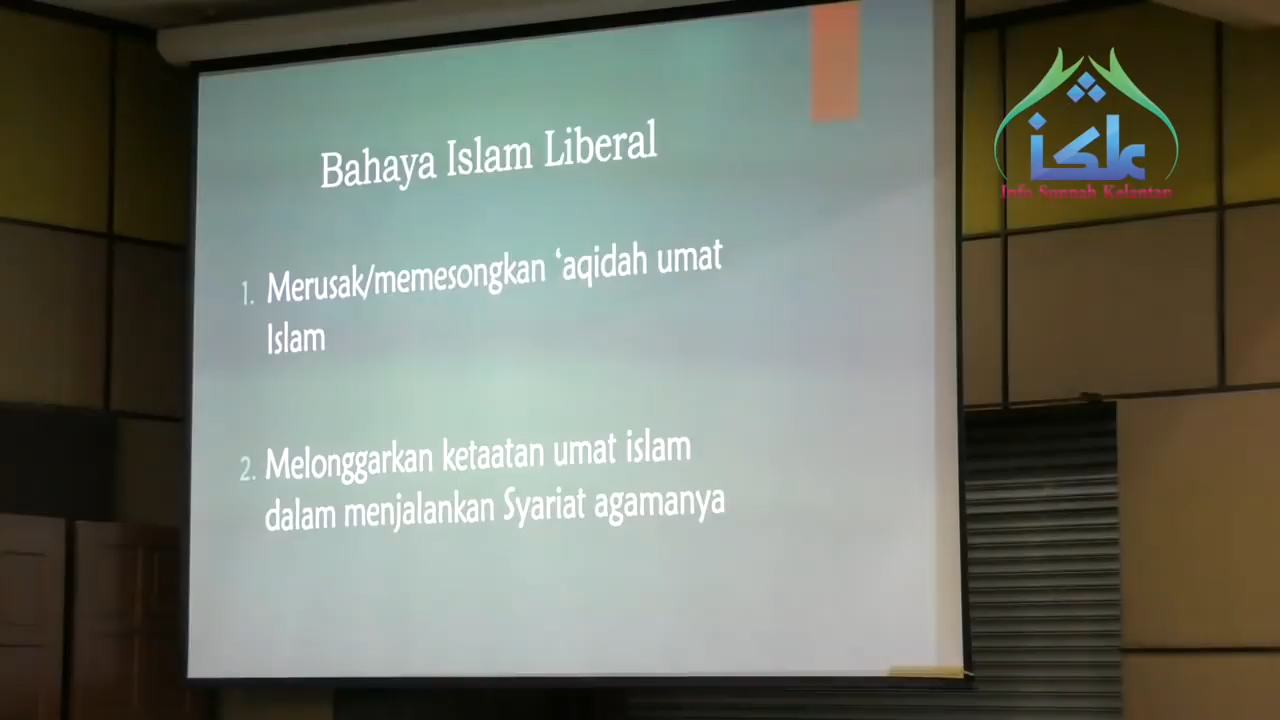 Bahaya Islam Liberal
1. Merusak/memesongkan ‘aqidah umat
Islam
2. Melonggarkan ketaatan umat islam
dalam menjalankan Syariat agamanya
Info Sunnah Kelantan